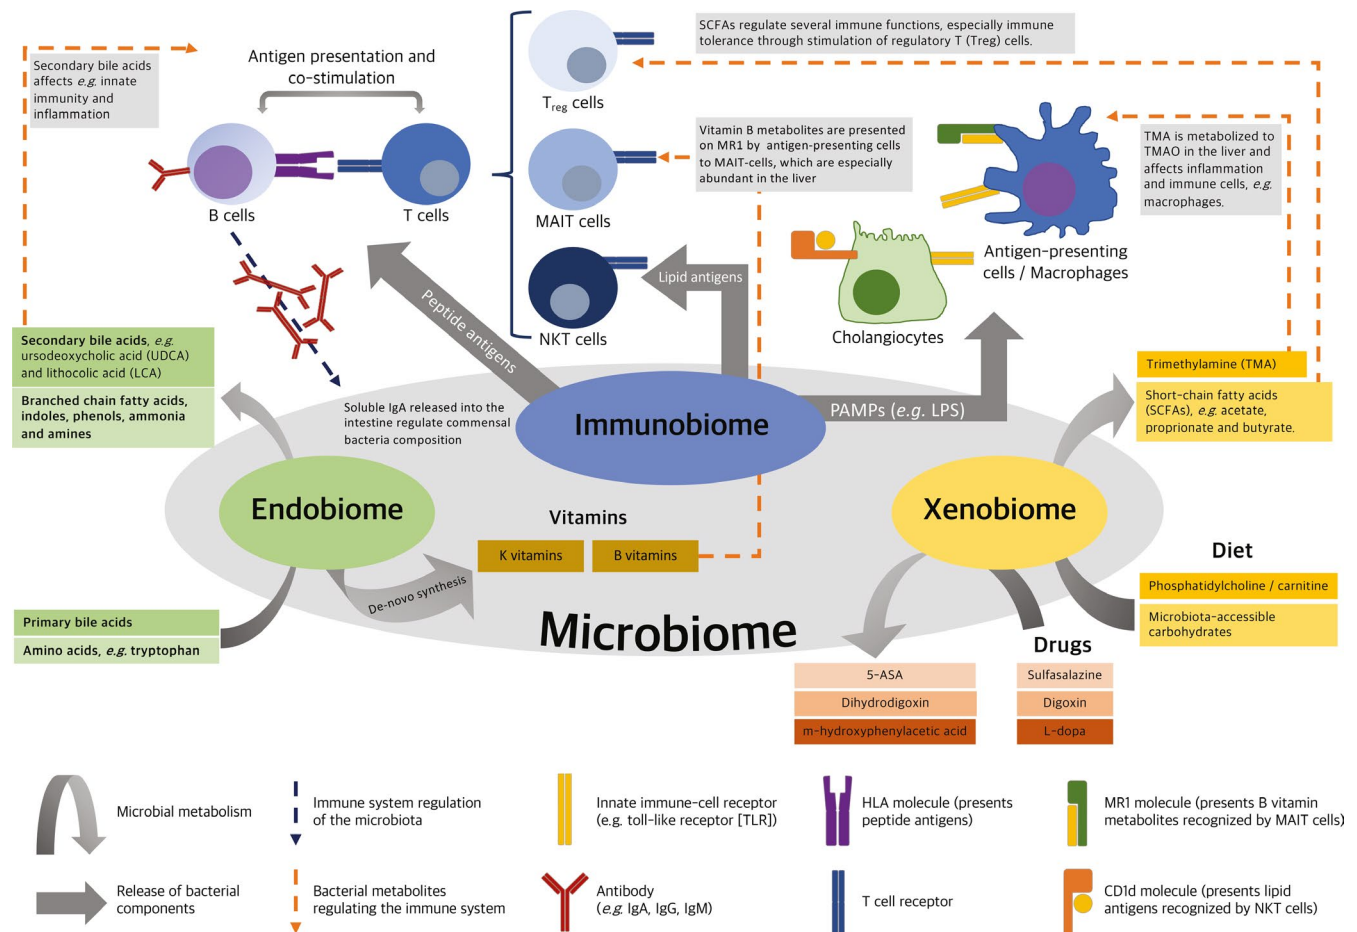 Secondary bile acids
affects e.g. innate
immunity and
inflammation
Antigen presentation and
co-stimulation
B cells
T cells
Treg cells
MAIT cells
NKT cells
SCFAs regulate several immune functions, especially immune
tolerance through stimulation of regulatory T (Treg) cells.
Vitamin B metabolites are presented
on MR1 by antigen-presenting cells
to MAIT-cells, which are especially
abundant in the liver
TMA is metabolized to
TMAO in the liver and
affects inflammation
and immune cells, e.g.
macrophages.
Antigen-presenting
cells / Macrophages
Cholangiocytes
Peptide antigens
Lipid antigens
PAMPs (e.g. LPS)
Secondary bile acids, e.g.
ursodeoxycholic acid (UDCA)
and lithocolic acid (LCA)
Branched chain fatty acids,
indoles, phenols, ammonia
and amines
Soluble IgA released into the
intestine regulate commensal
bacteria composition
Immunobiome
Trimethylamine (TMA)
Short-chain fatty acids
(SCFAs), e.g. acetate,
proprionate and butyrate.
Endobiome
Xenobiome
Vitamins
K vitamins
B vitamins
De-novo synthesis
Microbiome
Primary bile acids
Amino acids, e.g. tryptophan
Diet
Phosphatidylcholine / carnitine
Microbiota-accessible
carbohydrates
Drugs
5-ASA
Dihydrodigoxin
m-hydroxyphenylacetic acid
Sulfasalazine
Digoxin
L-dopa
Microbial metabolism
Release of bacterial
components
Immune system regulation
of the microbiota
Bacterial metabolites
regulating the immune system
Innate immune-cell receptor
(e.g. toll-like receptor [TLR])
Antibody
(e.g. IgA, IgG, IgM)
HLA molecule (presents
peptide antigens)
T cell receptor
MR1 molecule (presents B vitamin
metabolites recognized by MAIT cells)
CD1d molecule (presents lipid
antigens recognized by NKT cells)